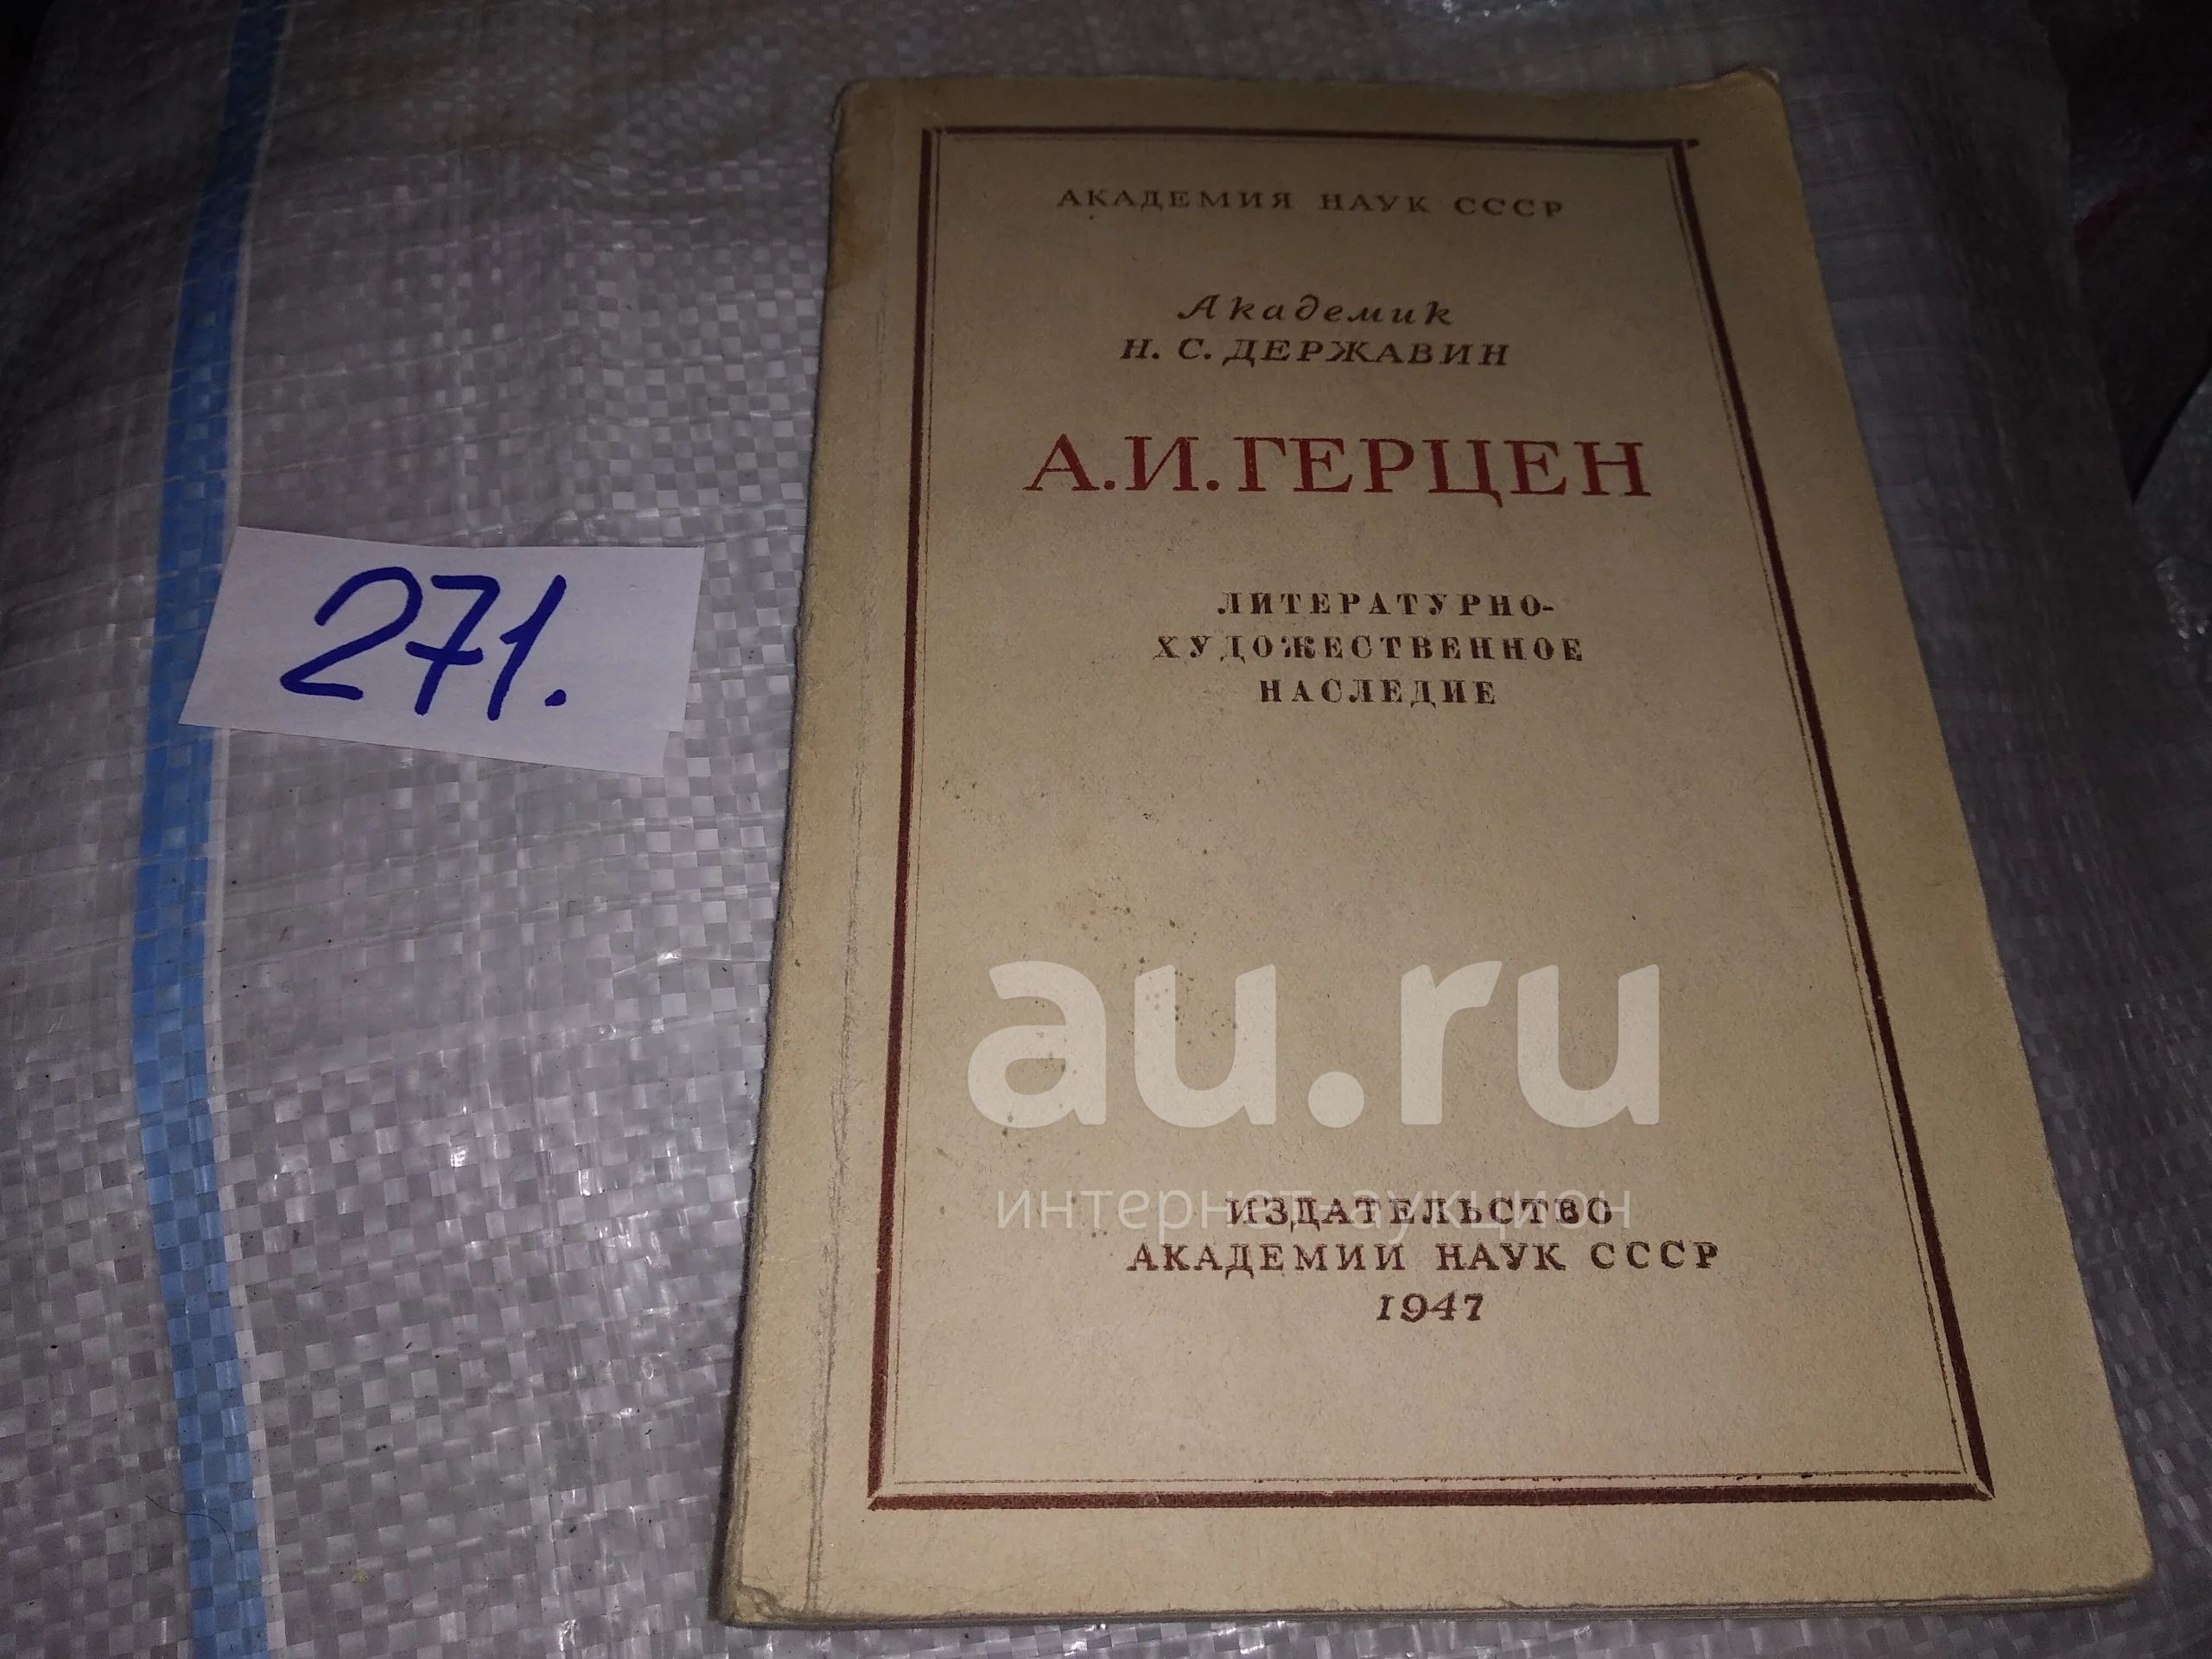 АКАДЕМИЯ НАУК СССР
Академик
Н. С. ДЕРЖАВИН
А.И.ГЕРЦЕН
ЛИТЕРАТУРНО-
ХУДОЖЕСТВЕННОЕ
НАСЛЕДИЕ
271.
au.ru
интернет-аукцион
ИЗДАТЕЛЬСТВО
АКАДЕМИИ НАУК СССР
1947